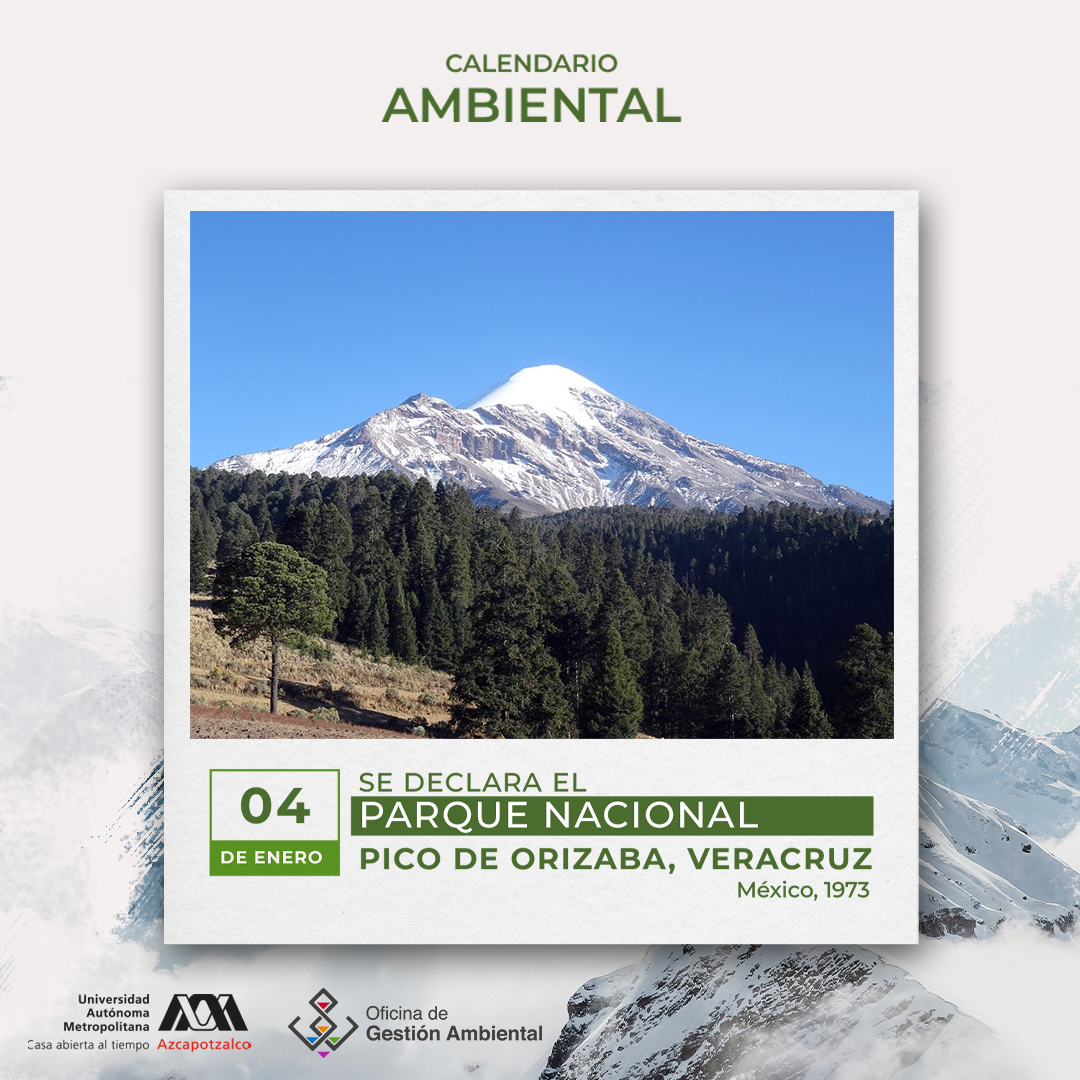 CALENDARIO
AMBIENTAL
04
DE ENERO
SE DECLARA EL
PARQUE NACIONAL
PICO DE ORIZABA, VERACRUZ
México, 1973
Universidad
Autónoma
Metropolitana
Casa abierta al tiempo Azcapotzalco
Oficina de
Gestión Ambiental